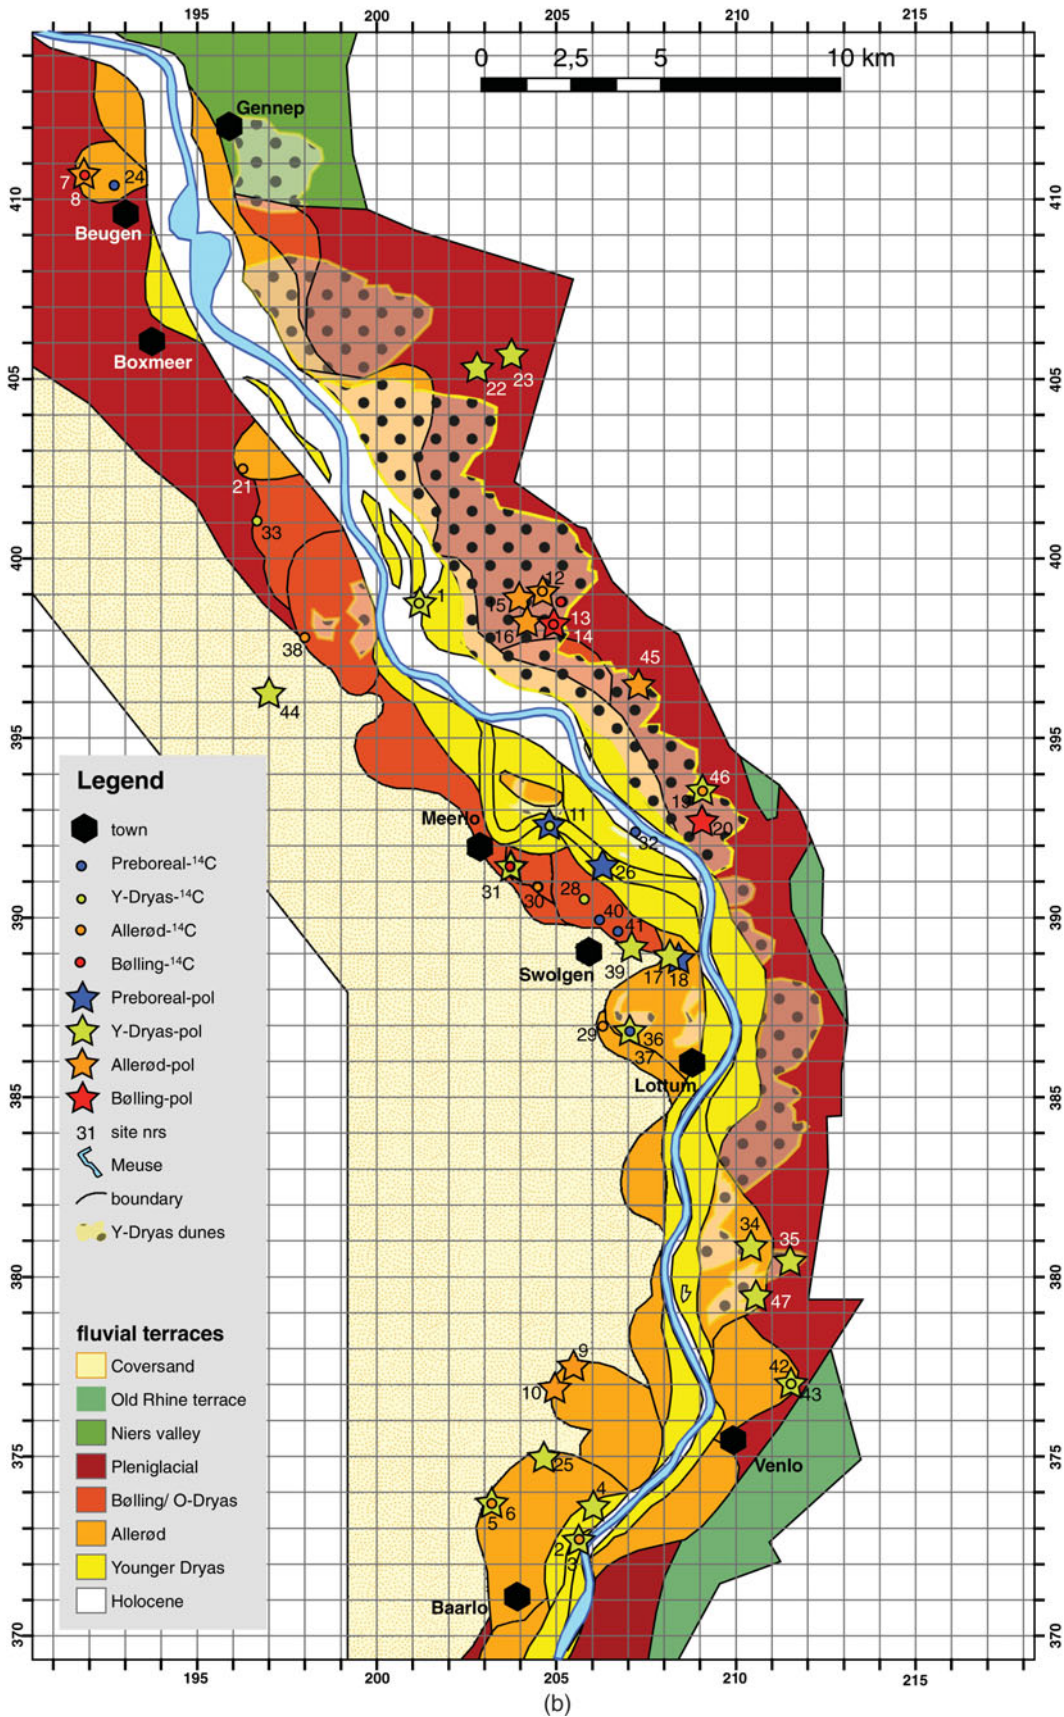 195 200 205 210 215
0 2,5 5 10 km
Gennep
7
8
24
410
410
Beugen
Boxmeer
22
23
405
405
21
33
400
400
12
15
1
13
14
16
38
45
44
395
395
Legend
town
Preboreal-¹⁴C
Y-Dryas-¹⁴C
Allerød-¹⁴C
Bølling-¹⁴C
Preboreal-pol
Y-Dryas-pol
Allerød-pol
Bølling-pol
31 site nrs
Meuse
boundary
Y-Dryas dunes
fluvial terraces
Coversand
Old Rhine terrace
Niers valley
Pleniglacial
Bølling/ O-Dryas
Allerød
Younger Dryas
Holocene
46
19
20
Meerlo
11
32
26
31
30
28
390
390
40
41
Swolgen
39
17
18
29
36
37
Lottum
385
385
34
35
380
380
47
9
10
42
43
375
375
Venlo
25
4
5
6
2
3
Baarlo
370
370
195 200 205 210 215
(b)